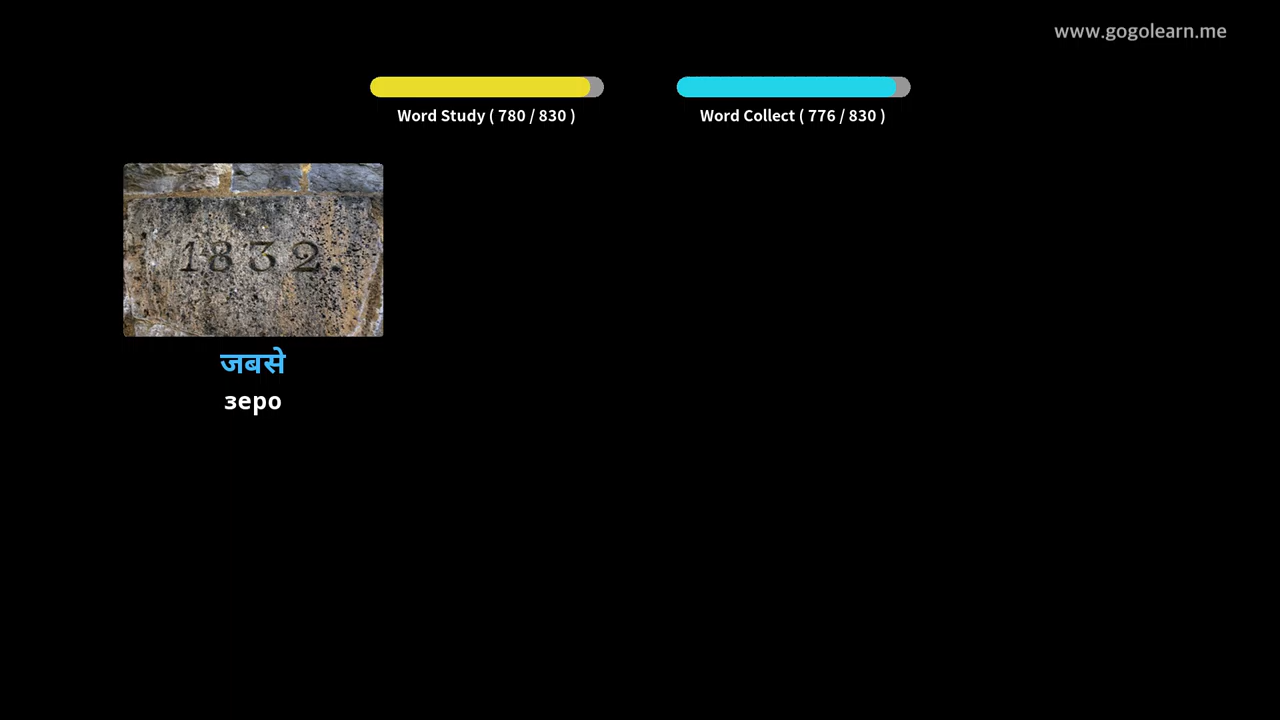 www.gogolearn.me
Word Study ( 780 / 830 )
Word Collect ( 776 / 830 )
1832.
जबसे
зеро